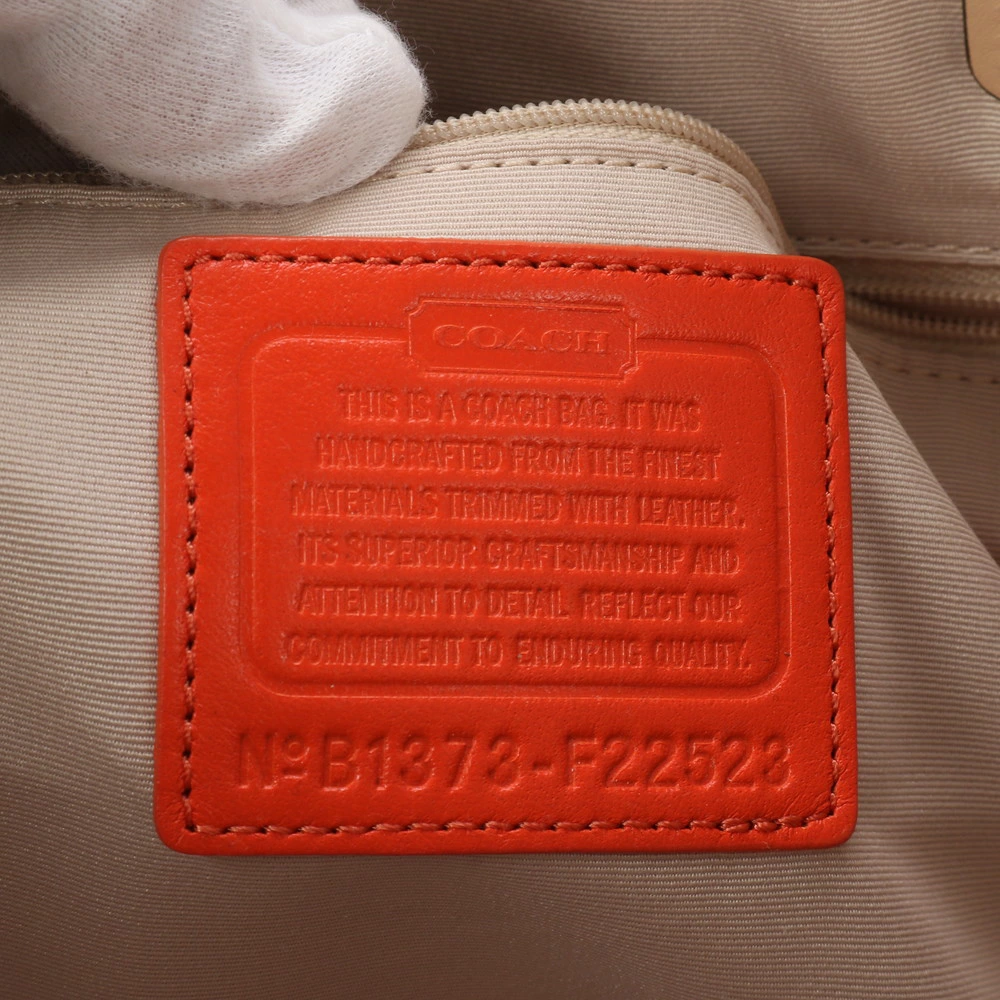 COACH
THIS IS A COACH BAG. IT WAS
HANDCRAFTED FROM THE FINEST
MATERIALS TRIMMED WITH LEATHER.
ITS SUPERIOR CRAFTSMANSHIP AND
ATTENTION TO DETAIL REFLECT OUR
COMMITMENT TO ENDURING QUALITY.
Nº B1373-F22523